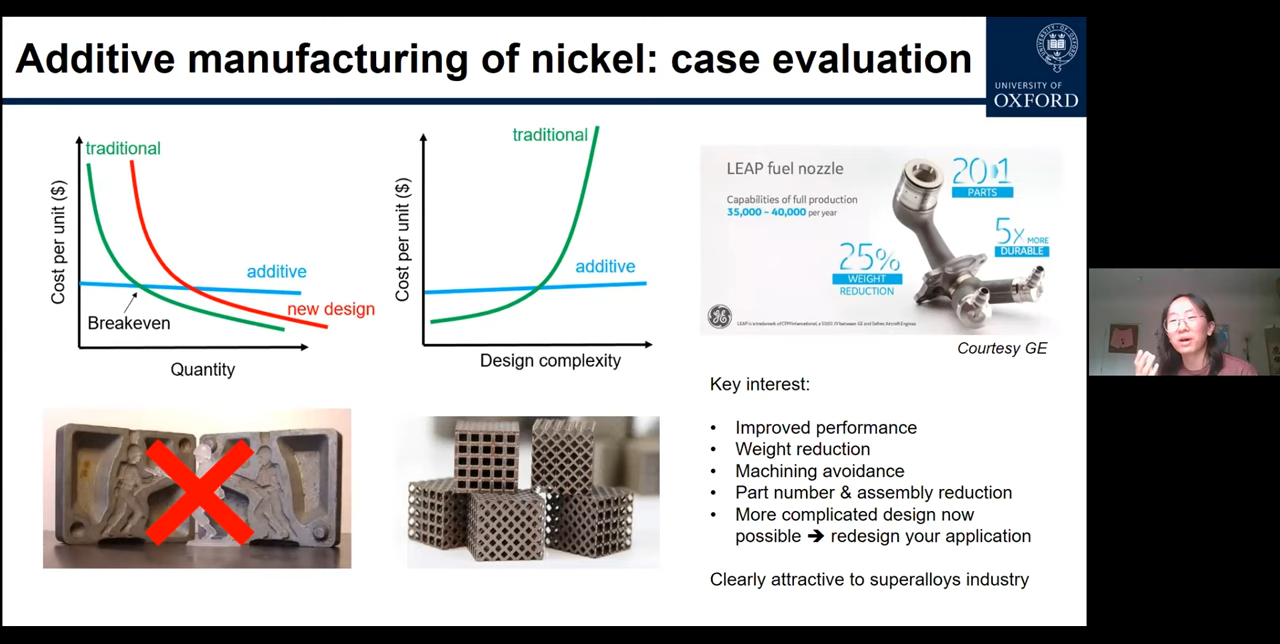 Additive manufacturing of nickel: case evaluation
UNIVERSITY OF
OXFORD
traditional
additive
new design
Breakeven
Cost per unit ($)
Quantity
traditional
additive
Cost per unit ($)
Design complexity
LEAP fuel nozzle
Capabilities of full production
35,000 – 40,000 per year
PARTS
5x MORE
DURABLE
25%
WEIGHT
REDUCTION
Courtesy GE
Key interest:
• Improved performance
• Weight reduction
• Machining avoidance
• Part number & assembly reduction
• More complicated design now
possible ➔ redesign your application
Clearly attractive to superalloys industry